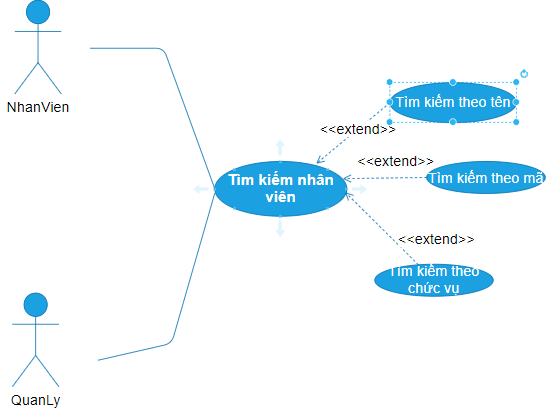 NhanVien
Tìm kiếm theo tên
<<extend>>
<<extend>>
Tìm kiếm nhân
viên
Tìm kiếm theo mã
<<extend>>
Tìm kiếm theo
chức vụ
QuanLy